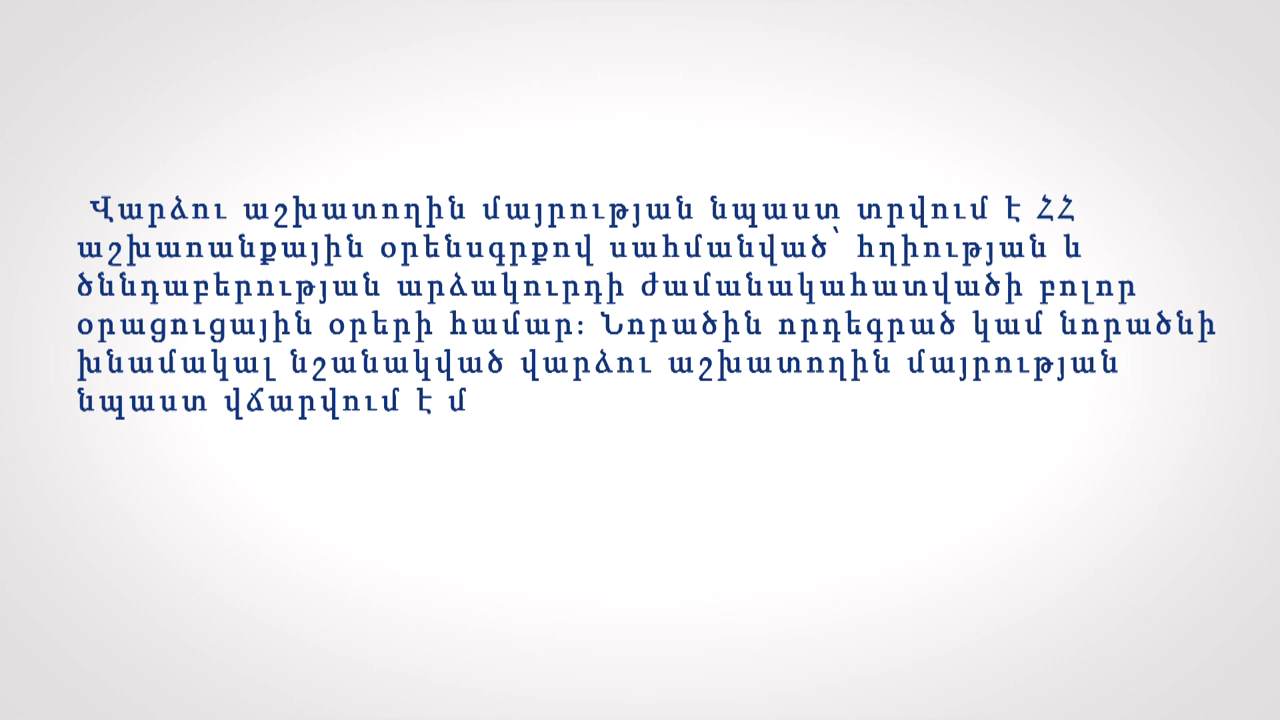 Վարձու աշխատողին մայրության նպաստ տրվում է ՀՀ
աշխառանքային օրենսգրքով սահմանված՝ հղիության և
ծննդաբերության արձակուրդի ժամանակահատվածի բոլոր
օրացուցային օրերի համար։ Նորածին որդեգրած կամ նորածնի
խնամակալ նշանակված վարձու աշխատողին մայրության
նպաստ վճարվում է մ